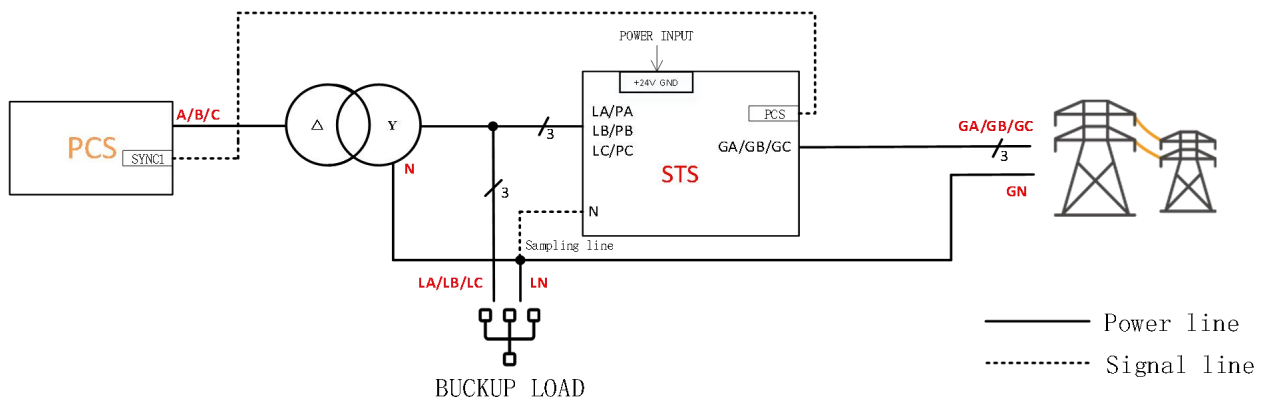 POWER INPUT
+24V GND
A/B/C
PCS
SYNC1
Δ
Y
N
3
3
LA/PA
LB/PB
LC/PC
PCS
GA/GB/GC
STS
N
Sampling line
GA/GB/GC
3
GN
LA/LB/LC
LN
BUCKUP LOAD
Power line
Signal line